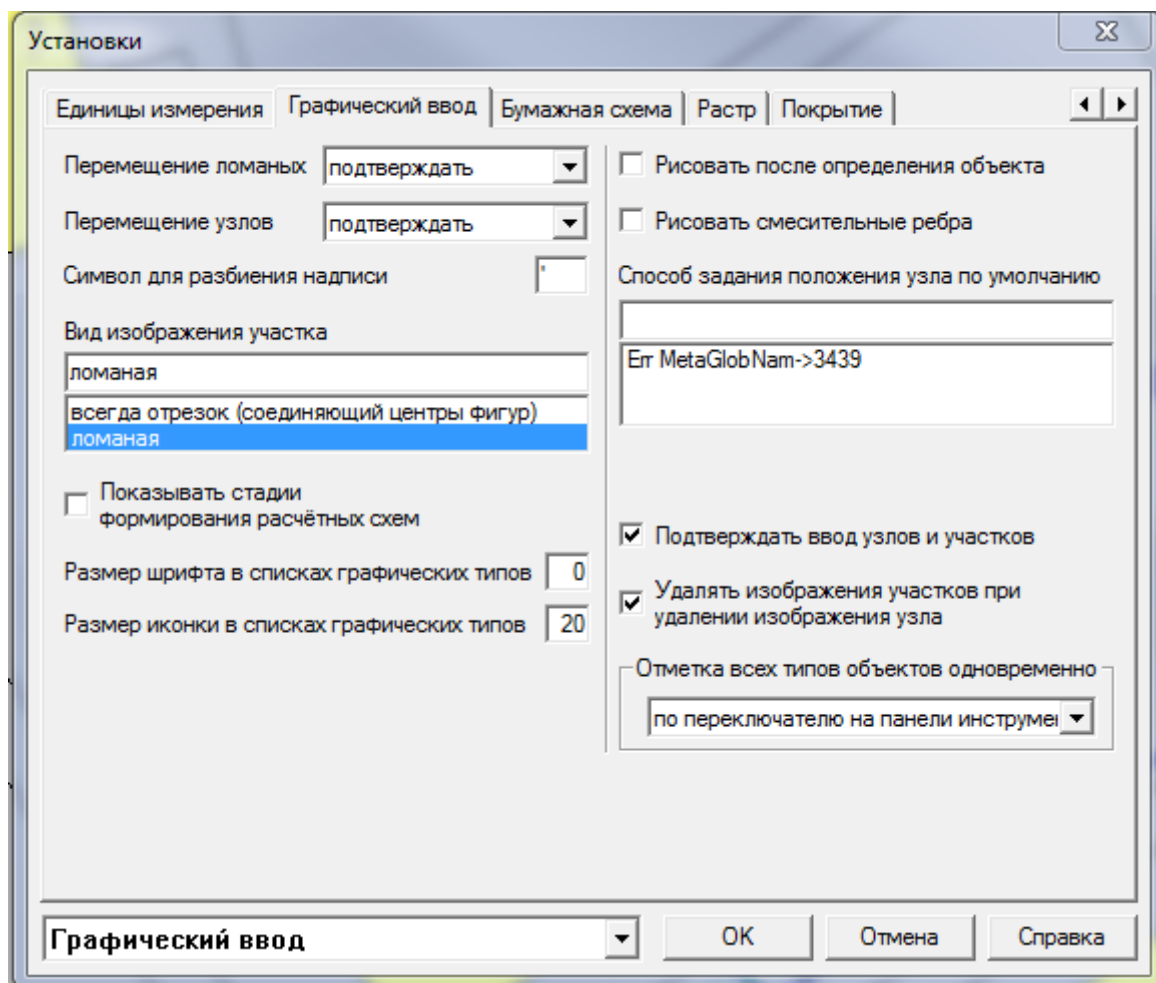 Установки
Единицы измерения
Графический ввод
Бумажная схема
Растр
Покрытие
Перемещение ломаных
подтверждать
Перемещение узлов
подтверждать
Символ для разбиения надписи
'
Вид изображения участка
ломаная
всегда отрезок (соединяющий центры фигур)
ломаная
Показывать стадии
формирования расчётных схем
Размер шрифта в списках графических типов
0
Размер иконки в списках графических типов
20
Рисовать после определения объекта
Рисовать смесительные ребра
Способ задания положения узла по умолчанию
Err MetaGlobNam->3439
Подтверждать ввод узлов и участков
Удалять изображения участков при
удалении изображения узла
Отметка всех типов объектов одновременно
по переключателю на панели инструме
Графический ввод
OK
Отмена
Справка